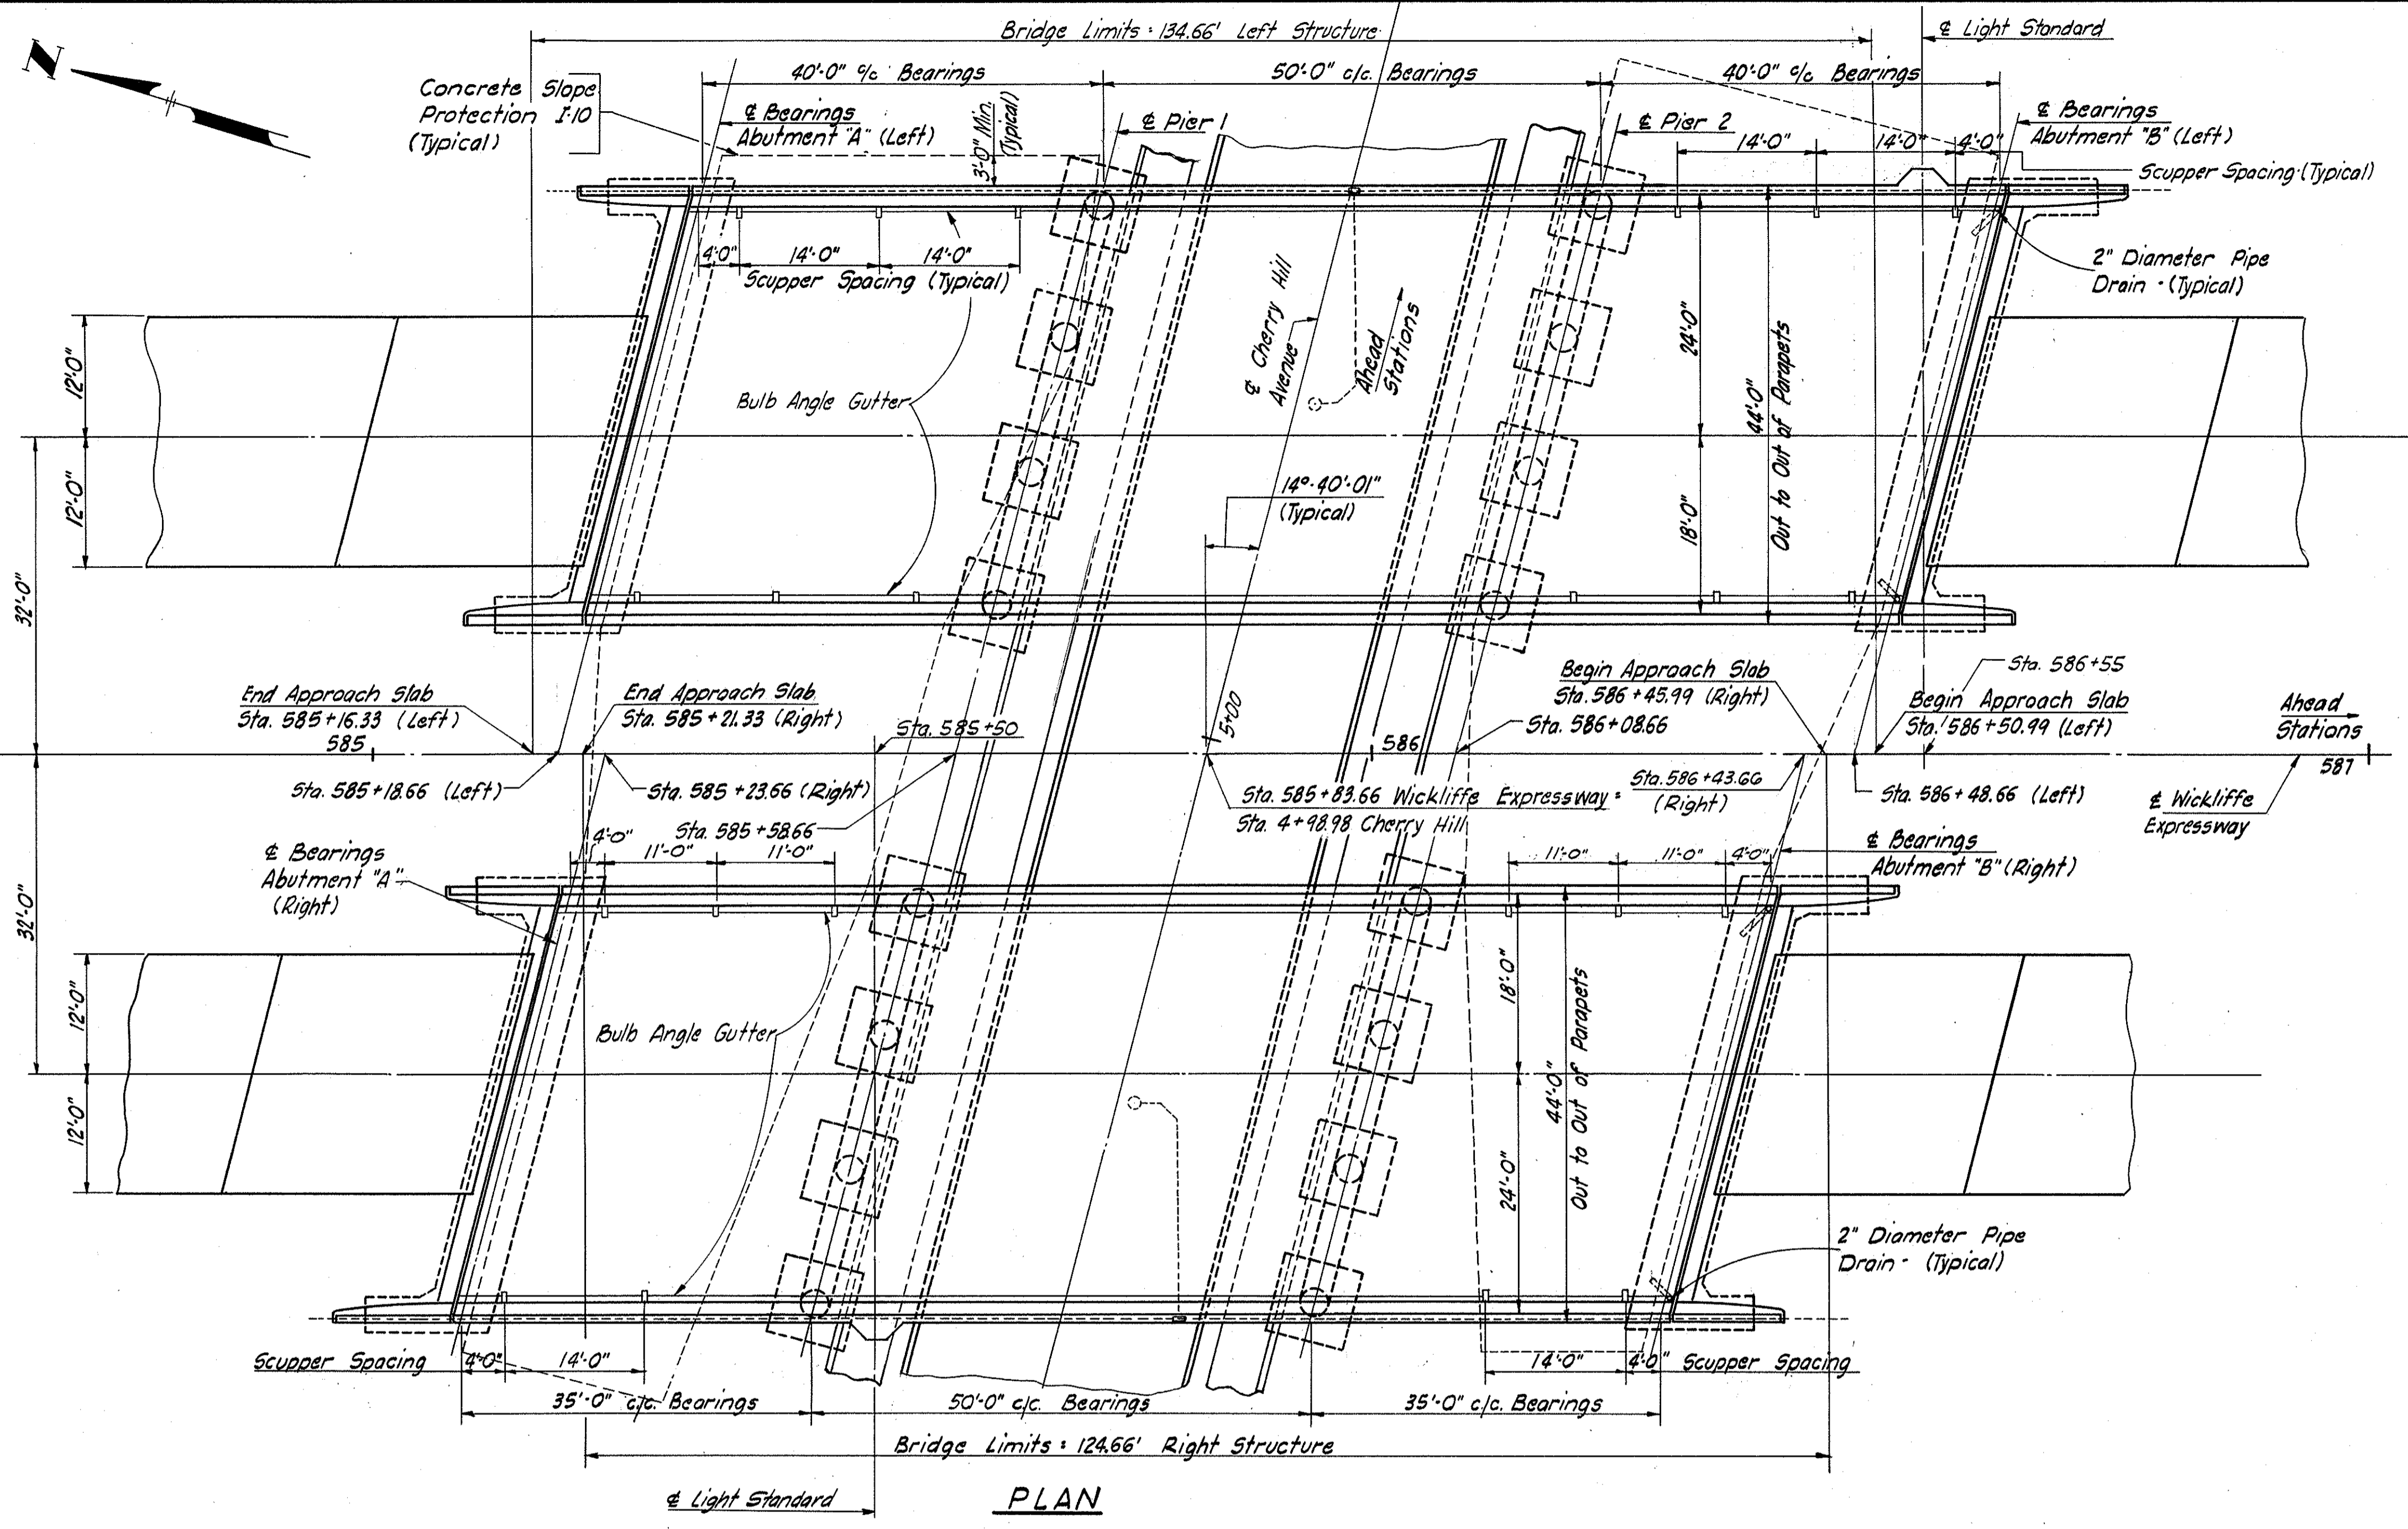 Bridge Limits : 134.66' Left Structure
℄ Light Standard
N
40'-0" c/c Bearings
50'-0" c/c. Bearings
40'-0" c/c Bearings
Concrete Slope
Protection I-10
(Typical)
℄ Bearings
Abutment "A" (Left)
3'-0" Min.
(Typical)
℄ Pier 1
℄ Pier 2
℄ Bearings
Abutment "B" (Left)
14'-0"
14'-0"
4'-0"
Scupper Spacing (Typical)
4'-0"
14'-0"
14'-0"
Scupper Spacing (Typical)
2" Diameter Pipe
Drain - (Typical)
℄ Cherry Hill
Avenue
Ahead
Stations
24'-0"
44'-0"
Out to Out of Parapets
12'-0"
Bulb Angle Gutter
12'-0"
14°-40'-01"
(Typical)
18'-0"
32'-0"
End Approach Slab
Sta. 585+16.33 (Left)
585
End Approach Slab
Sta. 585+21.33 (Right)
Sta. 585+50
5+00
586
Begin Approach Slab
Sta. 586+45.99 (Right)
Sta. 586+08.66
Sta. 586+55
Begin Approach Slab
Sta. 586+50.99 (Left)
Ahead
Stations
587
Sta. 585+18.66 (Left)
Sta. 585+23.66 (Right)
Sta. 585+58.66
Sta. 585+83.66 Wickliffe Expressway =
Sta. 4+98.98 Cherry Hill
Sta. 586+43.66
(Right)
Sta. 586+48.66 (Left)
℄ Wickliffe
Expressway
℄ Bearings
Abutment "A"
(Right)
4'-0"
11'-0"
11'-0"
11'-0"
11'-0"
4'-0"
℄ Bearings
Abutment "B" (Right)
32'-0"
12'-0"
Bulb Angle Gutter
18'-0"
44'-0"
Out to Out of Parapets
12'-0"
24'-0"
2" Diameter Pipe
Drain - (Typical)
Scupper Spacing
4'-0"
14'-0"
14'-0"
4'-0"
Scupper Spacing
35'-0" c/c. Bearings
50'-0" c/c. Bearings
35'-0" c/c. Bearings
Bridge Limits : 124.66' Right Structure
℄ Light Standard
PLAN